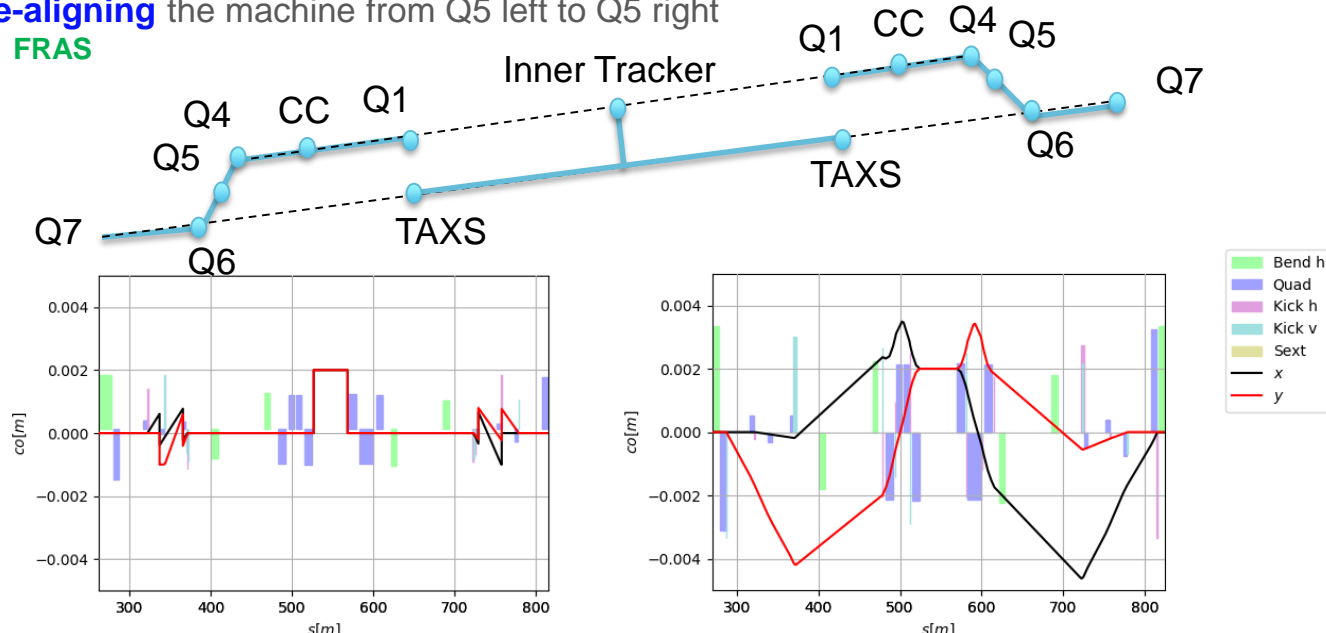 e-aligning the machine from Q5 left to Q5 right
FRAS
Q7
Q6
Q5
Q4
CC
Q1
TAXS
Inner Tracker
TAXS
Q1
CC
Q4
Q5
Q6
Q7
co[m]
0.004
0.002
0.000
−0.002
−0.004
300 400 500 600 700 800
s[m]
co[m]
0.004
0.002
0.000
−0.002
−0.004
300 400 500 600 700 800
s[m]
Bend h
Quad
Kick h
Kick v
Sext
x
y